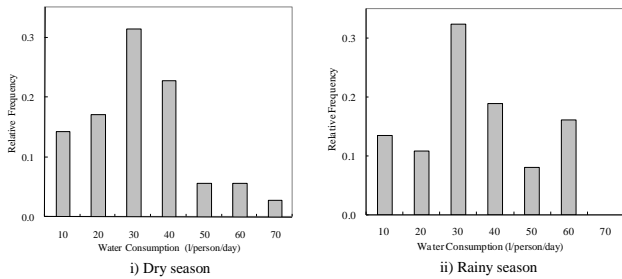 Relative Frequency
0.3
0.2
0.1
0.0
10 20 30 40 50 60 70
Water Consumption (l/person/day)
i) Dry season
Relative Frequency
0.3
0.2
0.1
0.0
10 20 30 40 50 60 70
Water Consumption (l/person/day)
ii) Rainy season